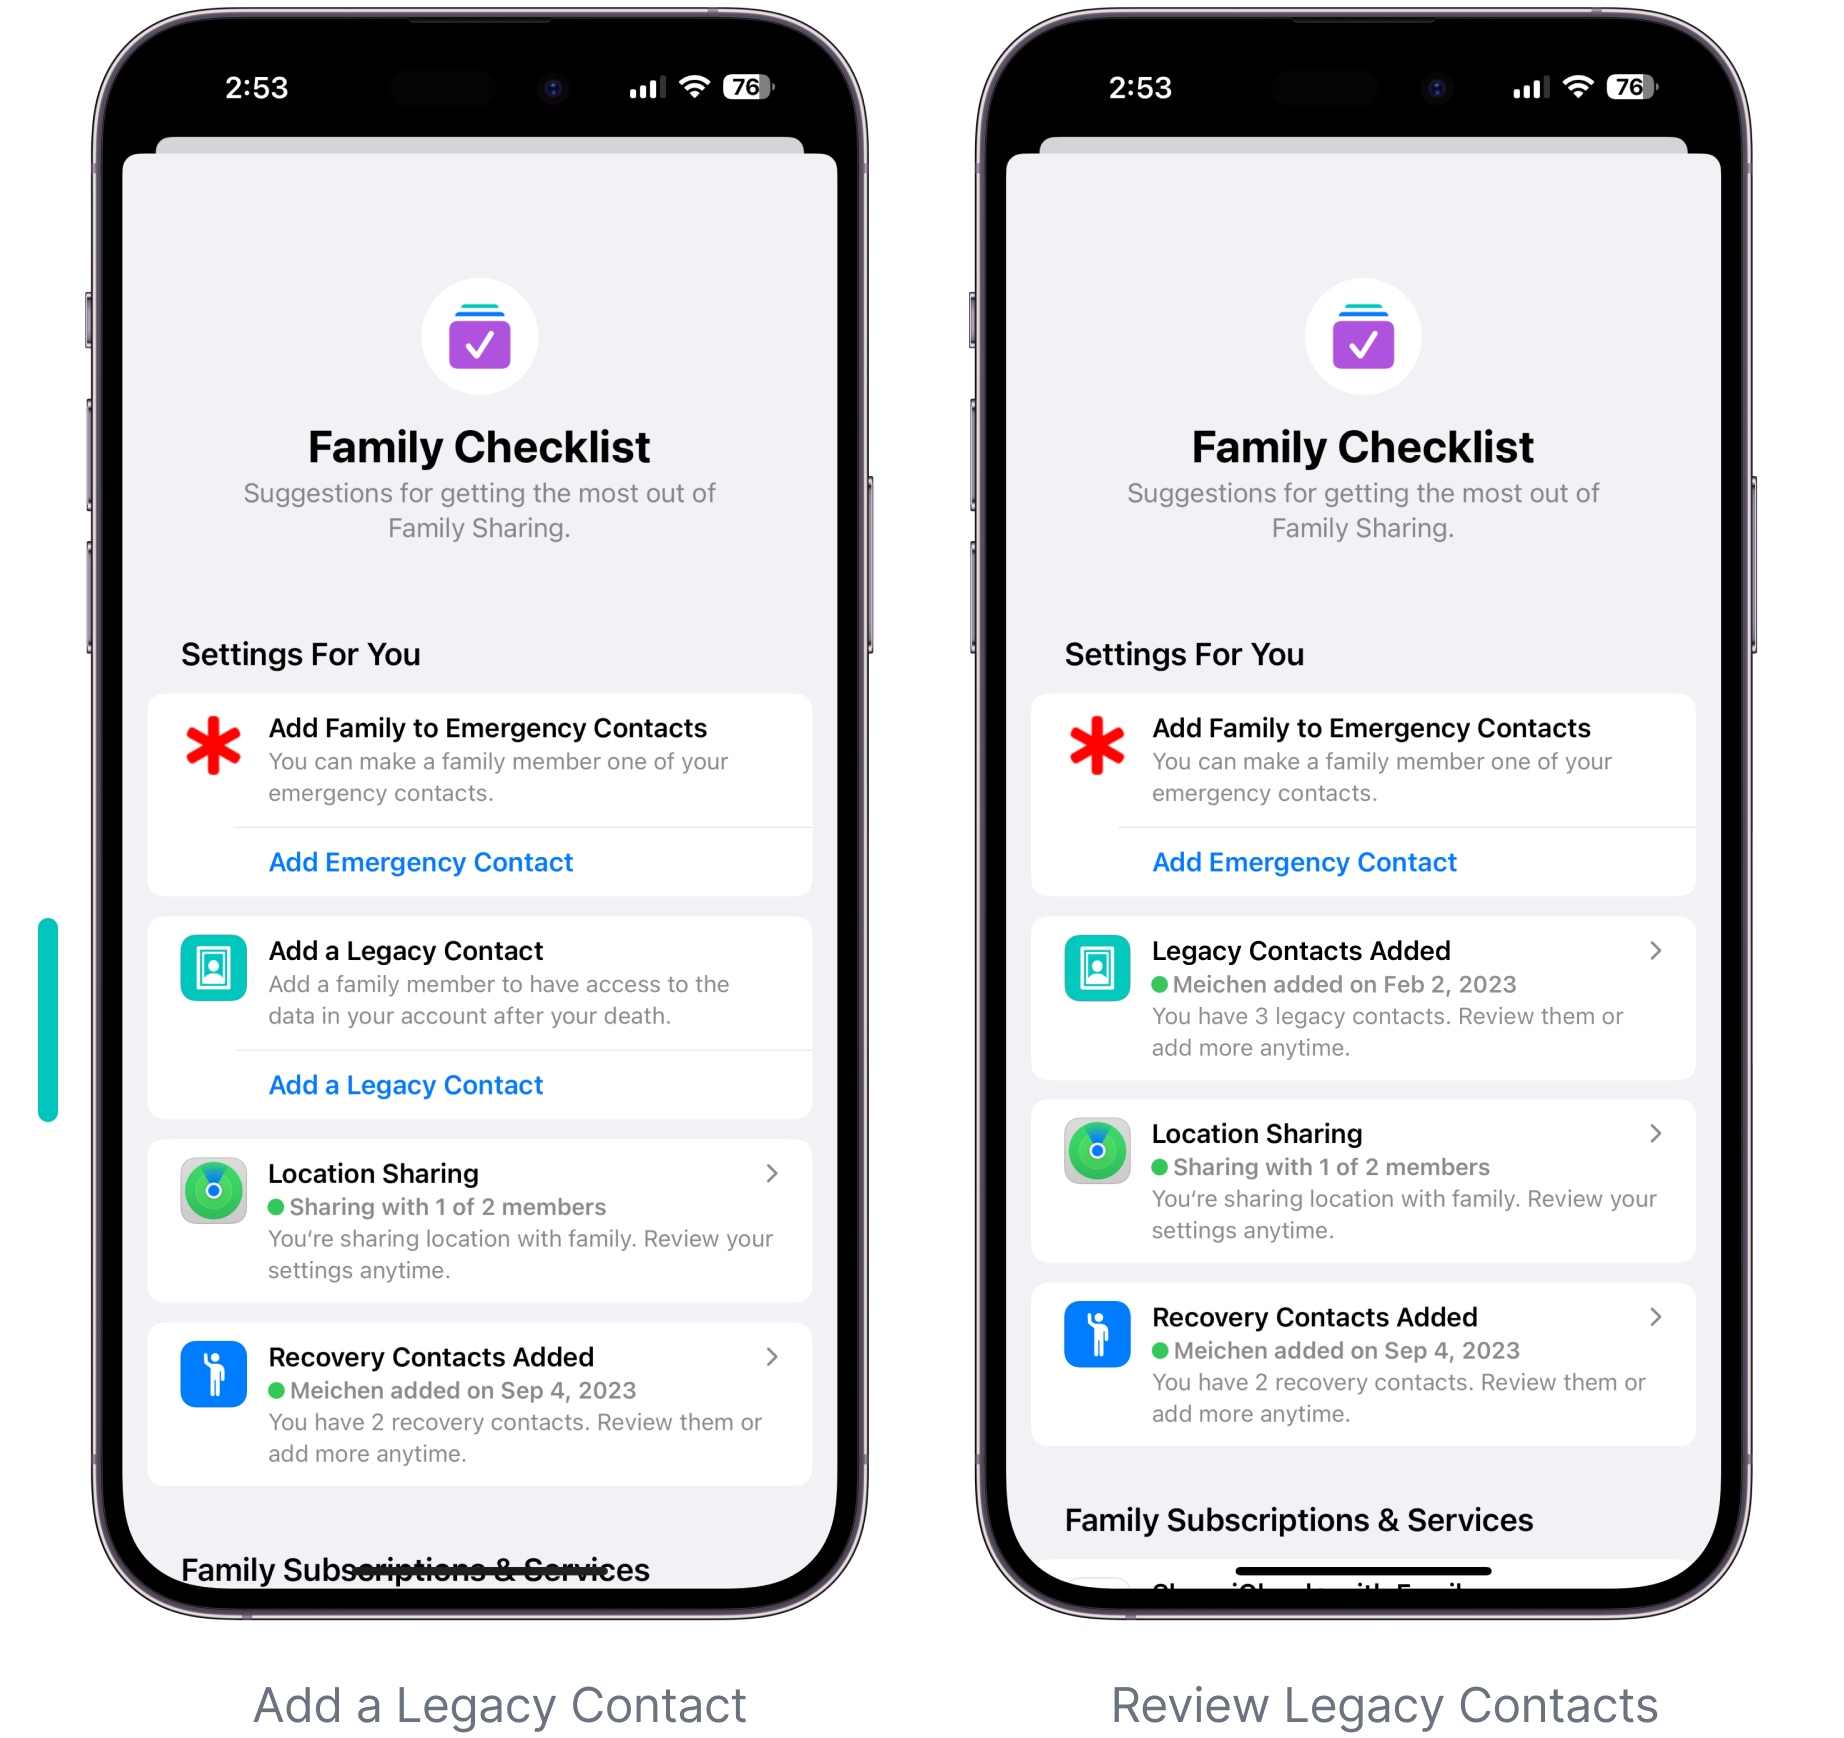 2:53
76
Family Checklist
Suggestions for getting the most out of
Family Sharing.
Settings For You
Add Family to Emergency Contacts
You can make a family member one of your
emergency contacts.
Add Emergency Contact
Add a Legacy Contact
Add a family member to have access to the
data in your account after your death.
Add a Legacy Contact
Location Sharing
Sharing with 1 of 2 members
You're sharing location with family. Review your
settings anytime.
Recovery Contacts Added
Meichen added on Sep 4, 2023
You have 2 recovery contacts. Review them or
add more anytime.
Family Subscriptions & Services
Add a Legacy Contact
2:53
76
Family Checklist
Suggestions for getting the most out of
Family Sharing.
Settings For You
Add Family to Emergency Contacts
You can make a family member one of your
emergency contacts.
Add Emergency Contact
Legacy Contacts Added
Meichen added on Feb 2, 2023
You have 3 legacy contacts. Review them or
add more anytime.
Location Sharing
Sharing with 1 of 2 members
You're sharing location with family. Review your
settings anytime.
Recovery Contacts Added
Meichen added on Sep 4, 2023
You have 2 recovery contacts. Review them or
add more anytime.
Family Subscriptions & Services
Review Legacy Contacts